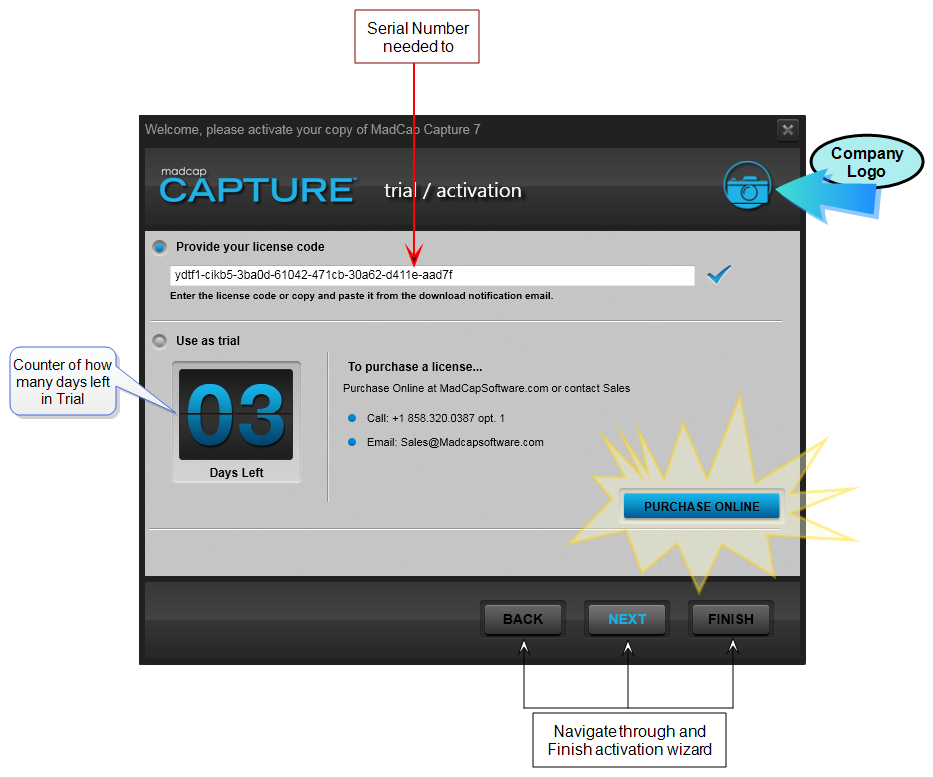 Serial Number
needed to
Welcome, please activate your copy of MadCap Capture 7
Company
Logo
madcap
CAPTURE™
trial / activation
Provide your license code
ydtf1-cikb5-3ba0d-61042-471cb-30a62-d411e-aad7f
Enter the license code or copy and paste it from the download notification email.
Use as trial
Counter of how
many days left
in Trial
03
Days Left
To purchase a license...
Purchase Online at MadCapSoftware.com or contact Sales
Call: +1 858.320.0387 opt. 1
Email: Sales@Madcapsoftware.com
PURCHASE ONLINE
BACK
NEXT
FINISH
Navigate through and
Finish activation wizard